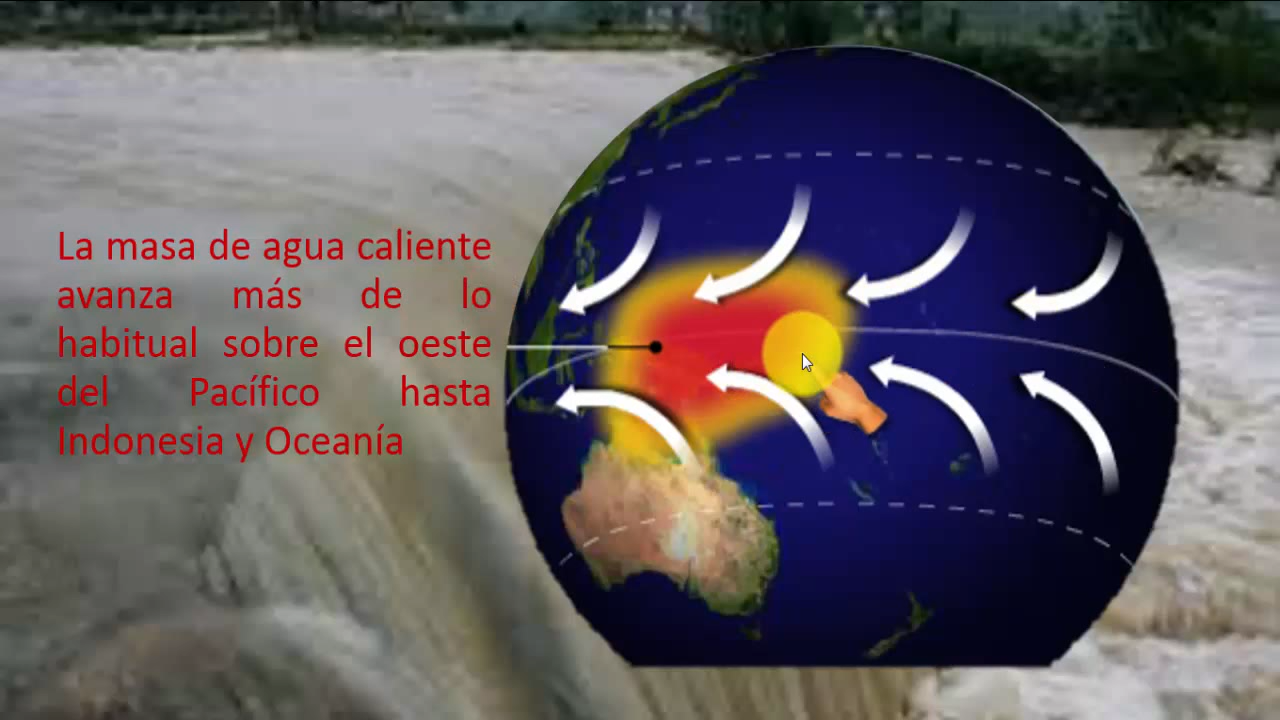 La masa de agua caliente
avanza más de lo
habitual sobre el oeste
del Pacífico hasta
Indonesia y Oceanía